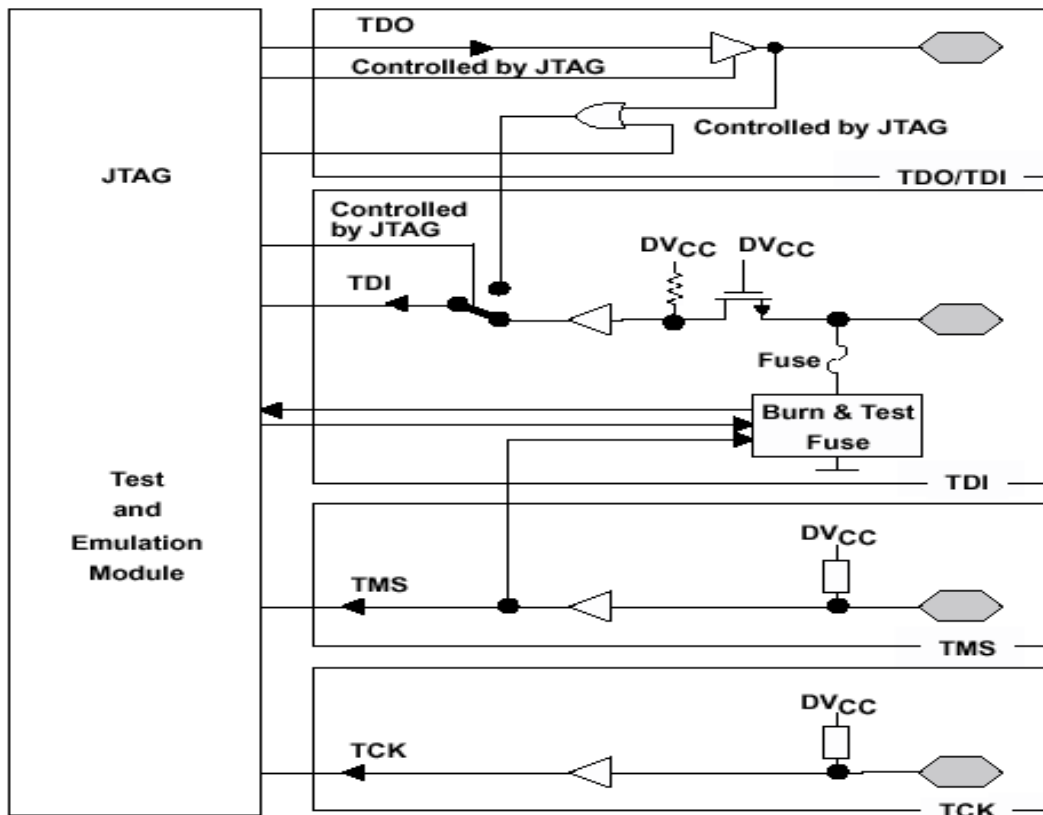 TDO
Controlled by JTAG
Controlled by JTAG
JTAG
TDO/TDI
Controlled
by JTAG
DVCC
DVCC
TDI
Fuse
Burn & Test
Fuse
TDI
Test
and
Emulation
Module
DVCC
TMS
TMS
DVCC
TCK
TCK